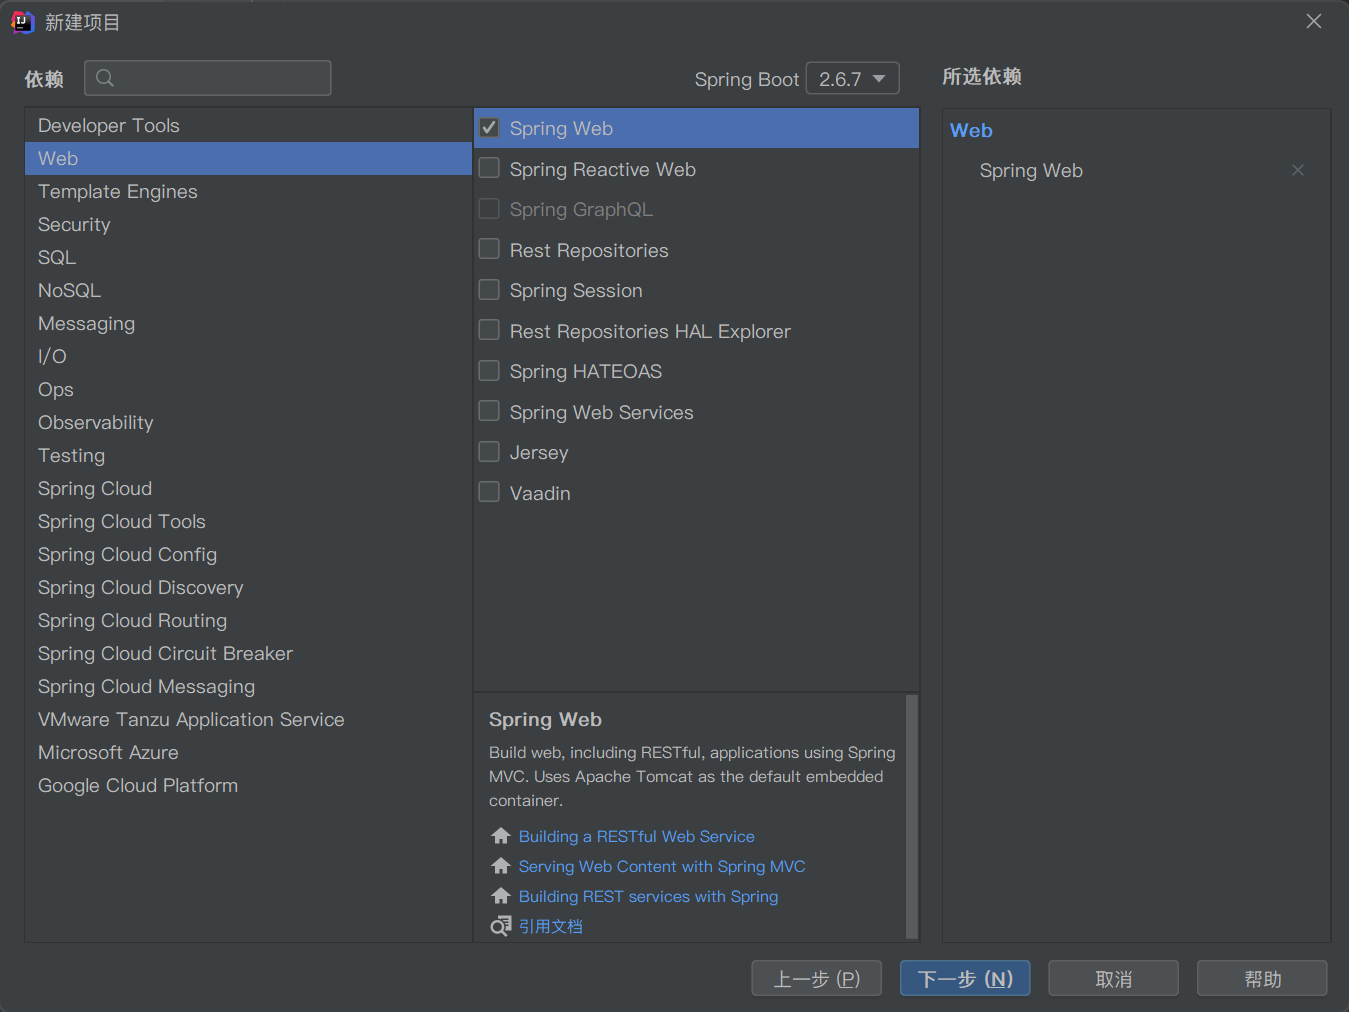 新建项目
依赖
Spring Boot 2.6.7
所选依赖
Developer Tools
Web
Template Engines
Security
SQL
NoSQL
Messaging
I/O
Ops
Observability
Testing
Spring Cloud
Spring Cloud Tools
Spring Cloud Config
Spring Cloud Discovery
Spring Cloud Routing
Spring Cloud Circuit Breaker
Spring Cloud Messaging
VMware Tanzu Application Service
Microsoft Azure
Google Cloud Platform
Spring Web
Spring Reactive Web
Spring GraphQL
Rest Repositories
Spring Session
Rest Repositories HAL Explorer
Spring HATEOAS
Spring Web Services
Jersey
Vaadin
Spring Web
Build web, including RESTful, applications using Spring
MVC. Uses Apache Tomcat as the default embedded
container.
Building a RESTful Web Service
Serving Web Content with Spring MVC
Building REST services with Spring
引用文档
Web
Spring Web
上一步 (P)
下一步 (N)
取消
帮助